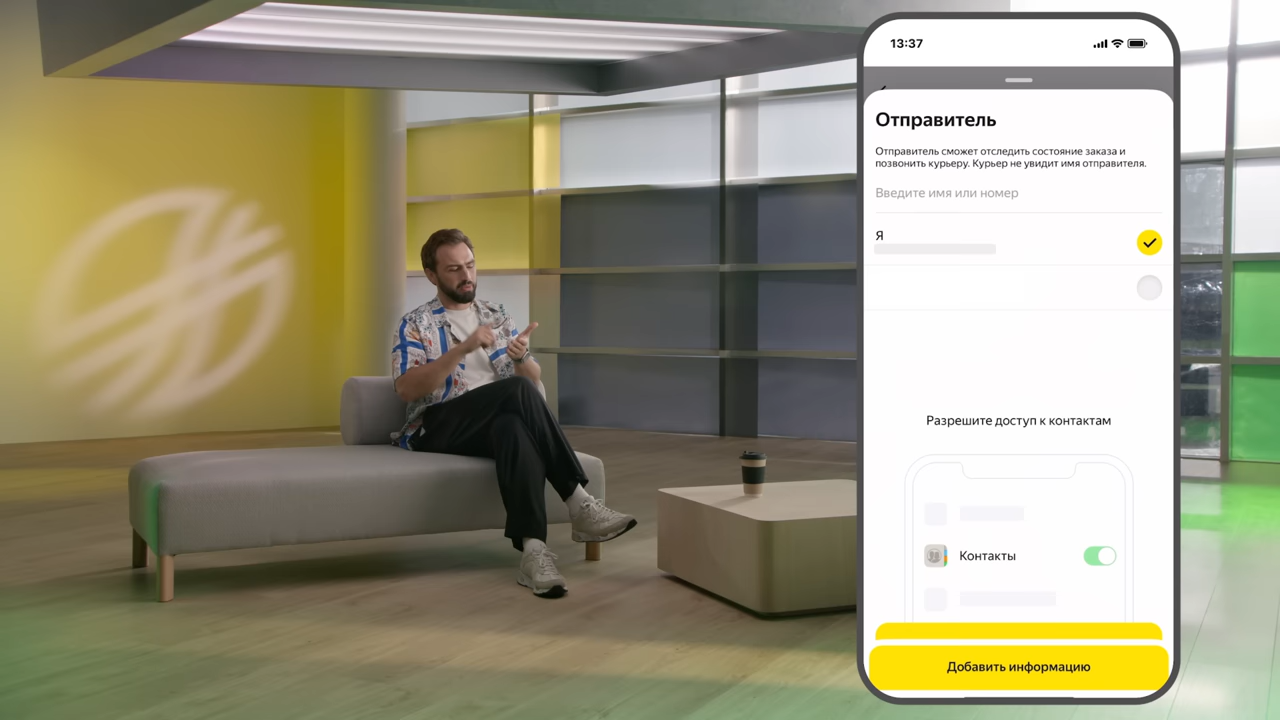 13:37
Отправитель
Отправитель сможет отследить состояние заказа и
позвонить курьеру. Курьер не увидит имя отправителя.
Введите имя или номер
Я
Разрешите доступ к контактам
Контакты
Добавить информацию